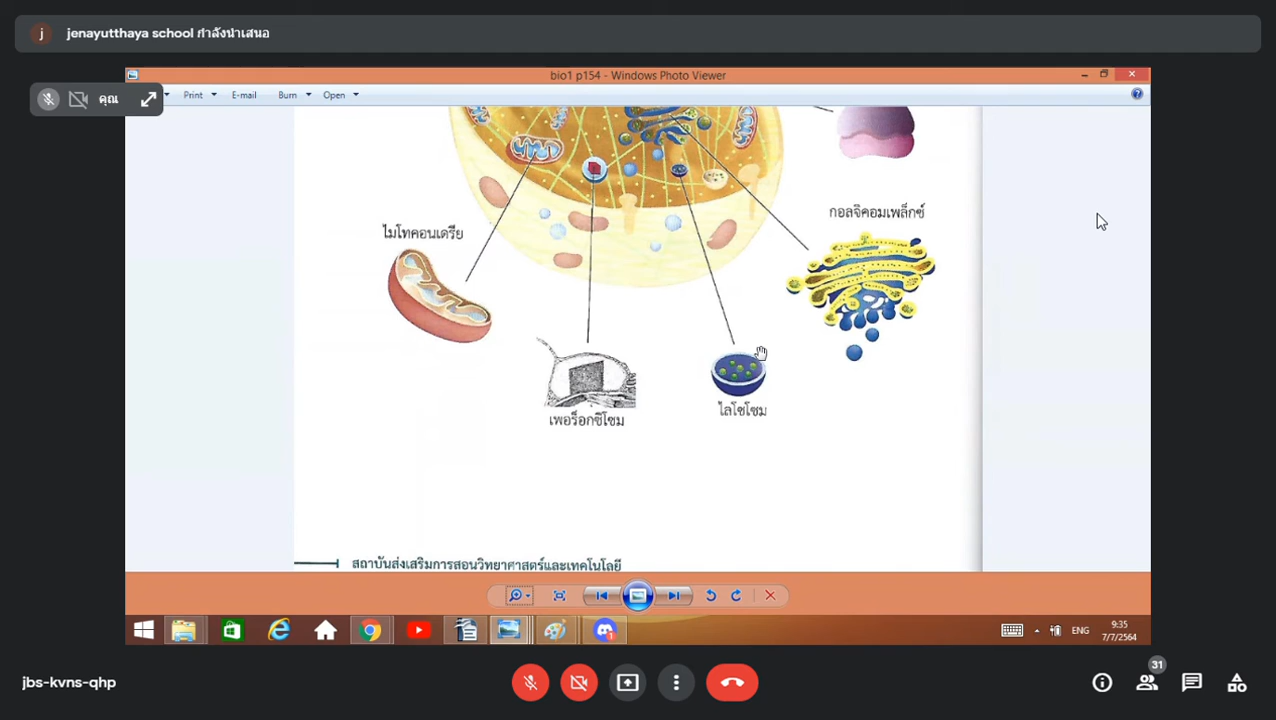 j jenayutthaya school กำลังนำเสนอ
bio1 p154 - Windows Photo Viewer
คุณ
Print E-mail Burn Open
กอลจิคอมเพล็กซ์
ไมโทคอนเดรีย
เพอร็อกซิโซม
ไลโซโซม
สถาบันส่งเสริมการสอนวิทยาศาสตร์และเทคโนโลยี
ENG
9:35
7/7/2564
jbs-kvns-qhp
31